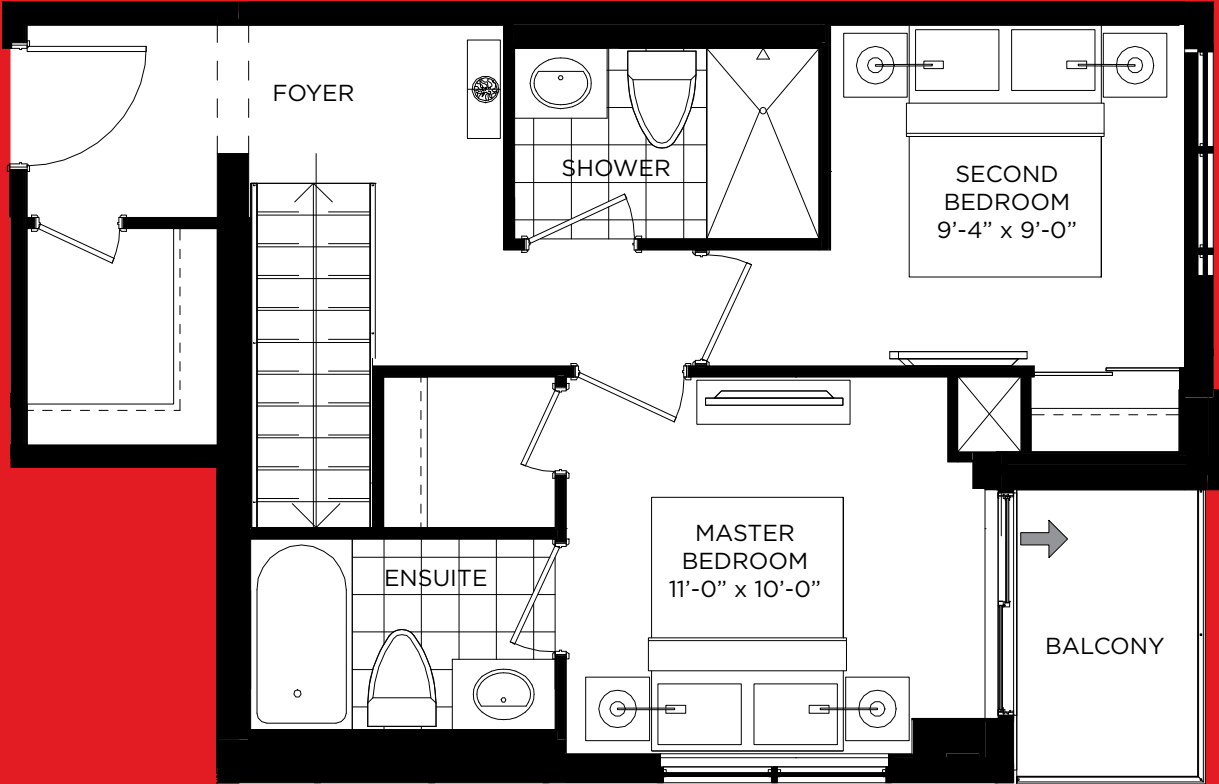 FOYER
SHOWER
SECOND
BEDROOM
9’-4” x 9’-0”
MASTER
BEDROOM
11’-0” x 10’-0”
ENSUITE
BALCONY